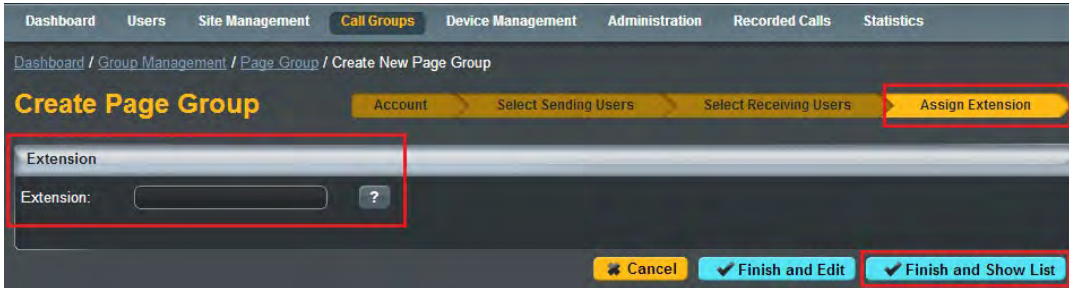 Dashboard Users Site Management Call Groups Device Management Administration Recorded Calls Statistics
Dashboard / Group Management / Page Group / Create New Page Group
Create Page Group Account Select Sending Users Select Receiving Users Assign Extension
Extension
Extension: ?
Cancel Finish and Edit Finish and Show List